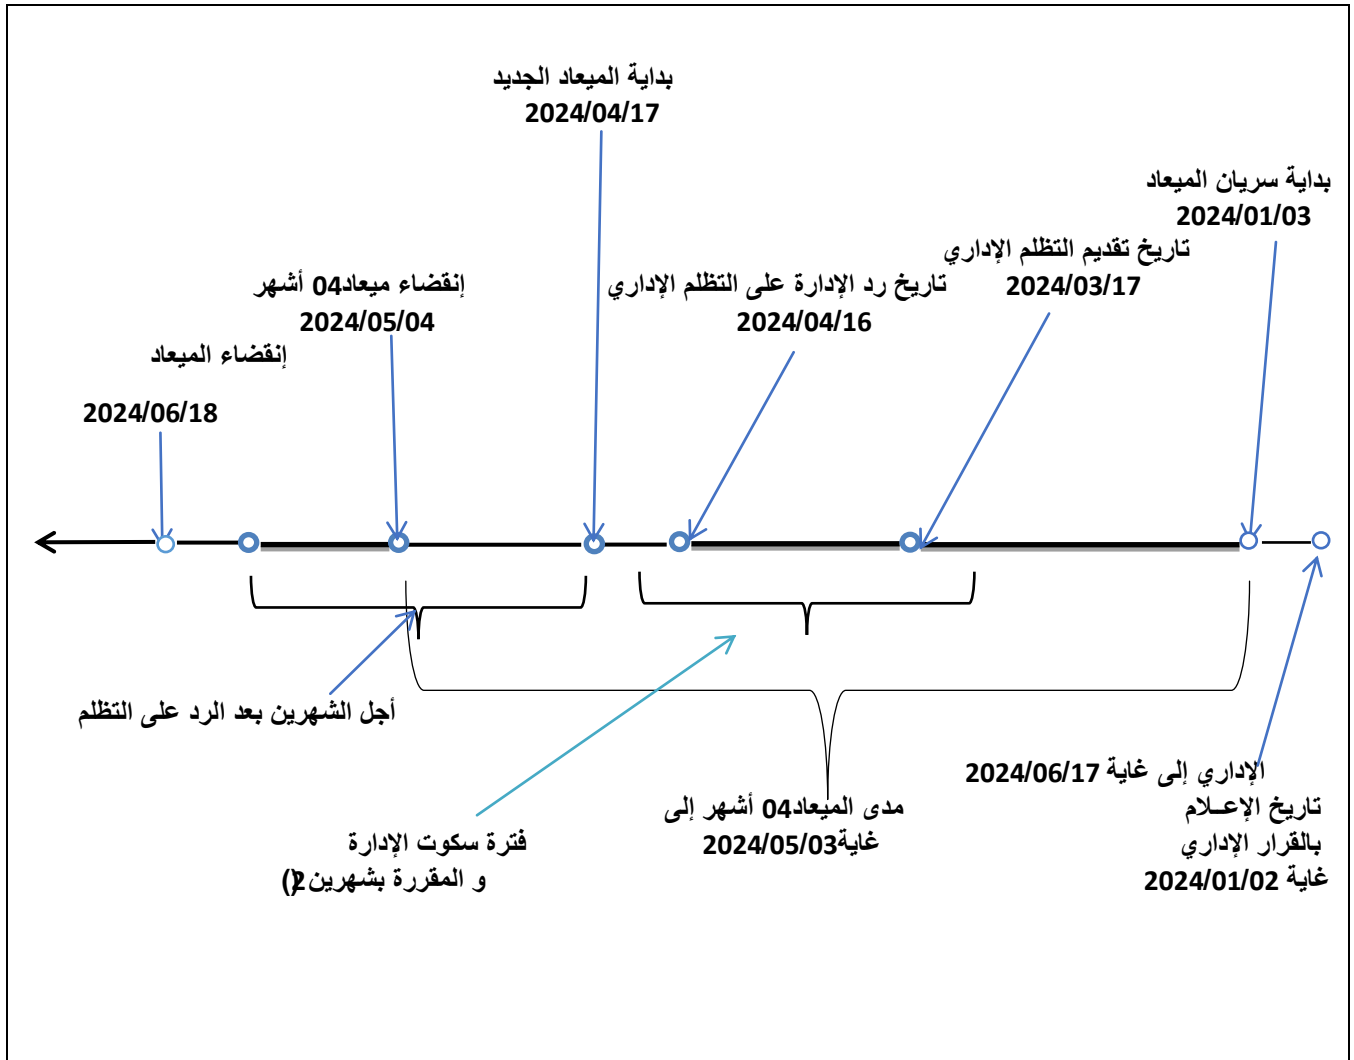 بداية الميعاد الجديد
2024/04/17
بداية سريان الميعاد
2024/01/03
تاريخ تقديم التظلم الإداري
2024/03/17
تاريخ رد الإدارة على التظلم الإداري
2024/04/16
إنقضاء ميعاد04 أشهر
2024/05/04
إنقضاء الميعاد
2024/06/18
أجل الشهرين بعد الرد على التظلم
الإداري إلى غاية 2024/06/17
تاريخ الإعـلام
بالقرار الإداري
غاية 2024/01/02
مدى الميعاد04 أشهر إلى
غاية2024/05/03
فترة سكوت الإدارة
و المقررة بشهرين2()